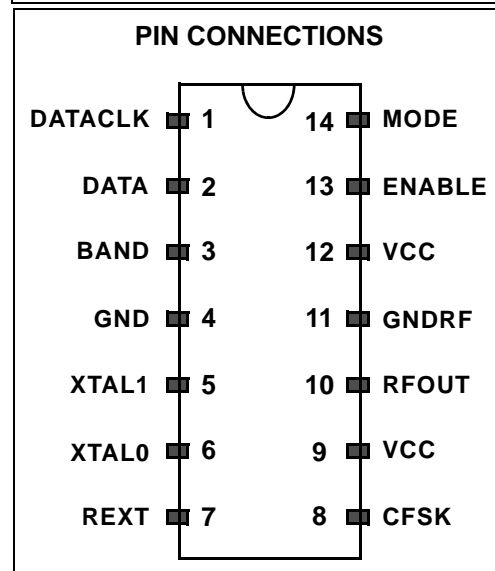 PIN CONNECTIONS
DATACLK 1 14 MODE
DATA 2 13 ENABLE
BAND 3 12 VCC
GND 4 11 GNDRF
XTAL1 5 10 RFOUT
XTAL0 6 9 VCC
REXT 7 8 CFSK